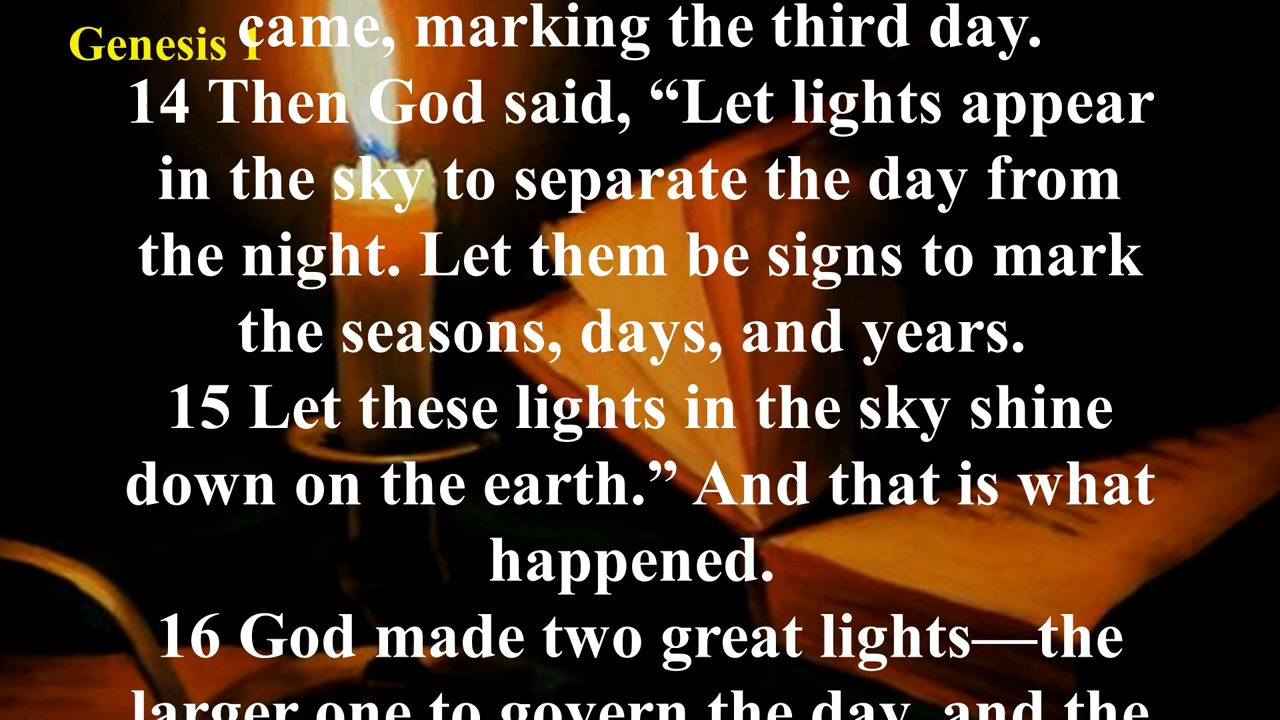 Genesis 1
came, marking the third day.
14 Then God said, “Let lights appear
in the sky to separate the day from
the night. Let them be signs to mark
the seasons, days, and years.
15 Let these lights in the sky shine
down on the earth.” And that is what
happened.
16 God made two great lights—the
larger one to govern the day, and the